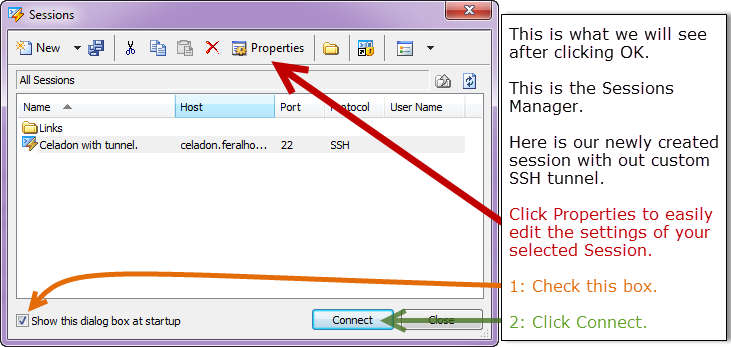 Sessions
New
Properties
All Sessions
Name Host Port Protocol User Name
Links
Celadon with tunnel. celadon.feralho... 22 SSH
Show this dialog box at startup
Connect
Close
This is what we will see
after clicking OK.
This is the Sessions
Manager.
Here is our newly created
session with out custom
SSH tunnel.
Click Properties to easily
edit the settings of your
selected Session.
1: Check this box.
2: Click Connect.